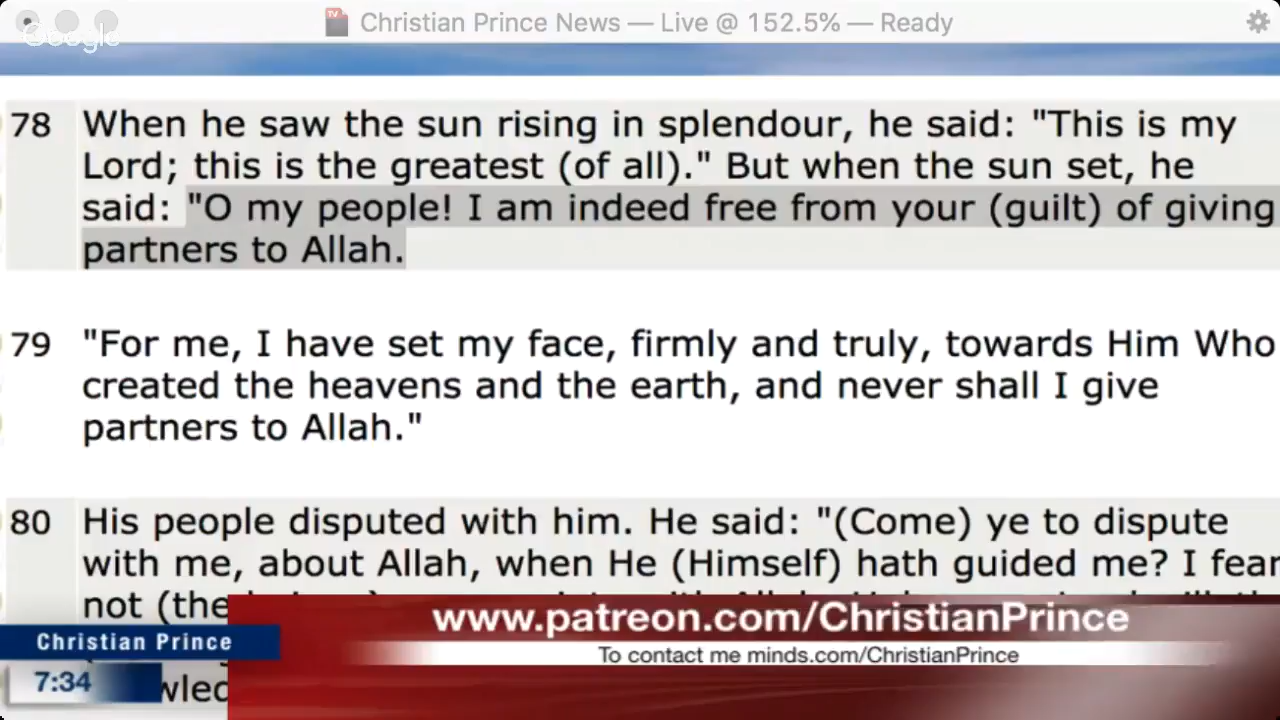 Christian Prince News — Live @ 152.5% — Ready
Google
78 When he saw the sun rising in splendour, he said: "This is my
Lord; this is the greatest (of all)." But when the sun set, he
said: "O my people! I am indeed free from your (guilt) of giving
partners to Allah.
79 "For me, I have set my face, firmly and truly, towards Him Who
created the heavens and the earth, and never shall I give
partners to Allah."
80 His people disputed with him. He said: "(Come) ye to dispute
with me, about Allah, when He (Himself) hath guided me? I fear
not (the
www.patreon.com/ChristianPrince
Christian Prince
To contact me minds.com/ChristianPrince
7:34
wled